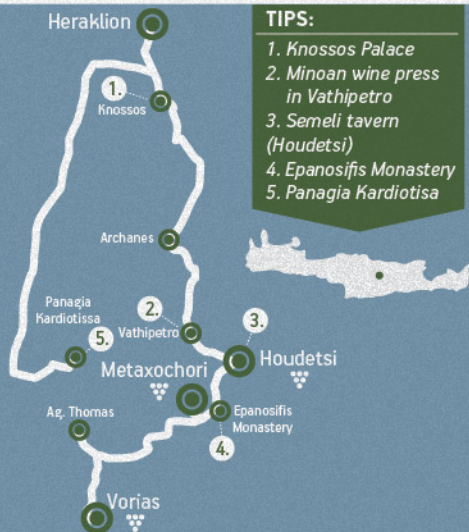 Heraklion
1.
Knossos
Archanes
2.
Vathipetro
3.
Houdetsi
Panagia
Kardiotissa
5.
Metaxochori
Ag. Thomas
Epanosifis
Monastery
4.
Vorias
TIPS:
1. Knossos Palace
2. Minoan wine press
in Vathipetro
3. Semeli tavern
(Houdetsi)
4. Epanosifis Monastery
5. Panagia Kardiotisa